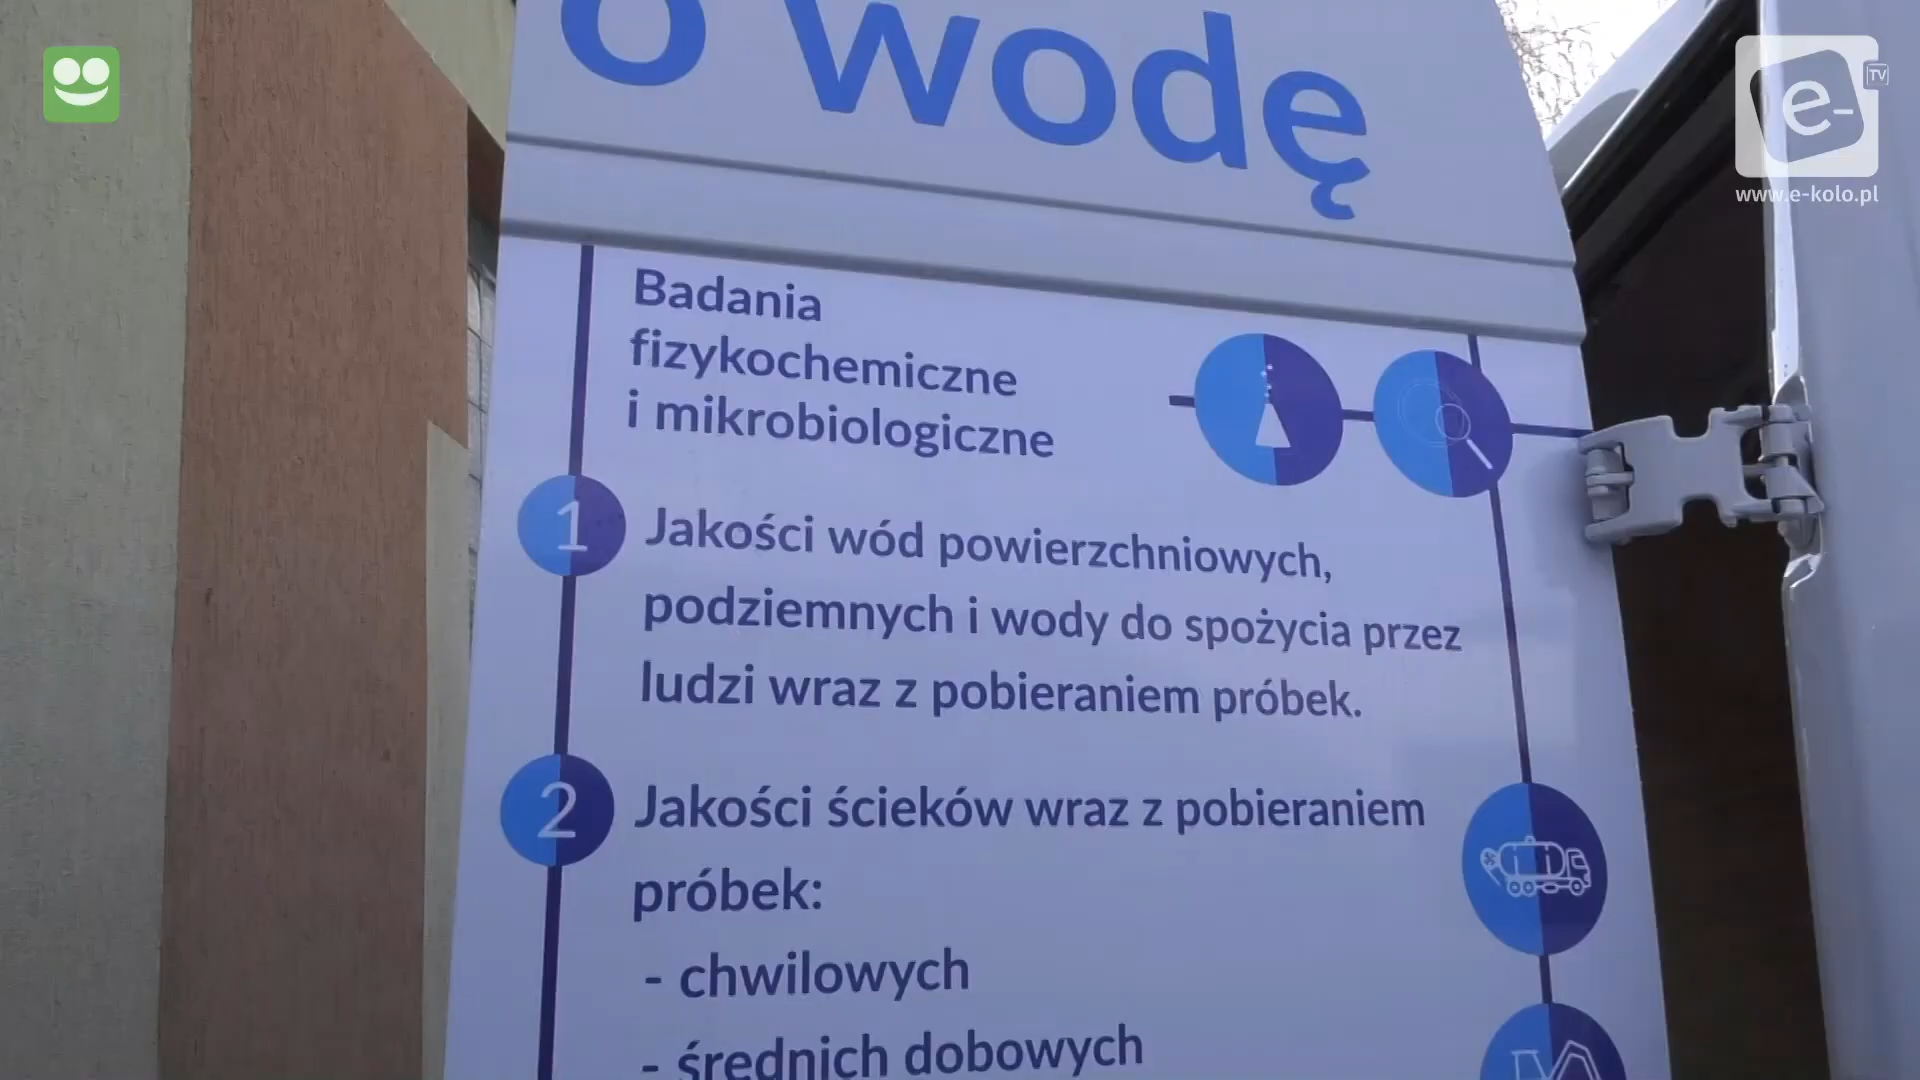 o wodę
e-
TV
www.e-kolo.pl
Badania
fizykochemiczne
i mikrobiologiczne
1
Jakości wód powierzchniowych,
podziemnych i wody do spożycia przez
ludzi wraz z pobieraniem próbek.
2
Jakości ścieków wraz z pobieraniem
próbek:
- chwilowych
- średnich dobowych